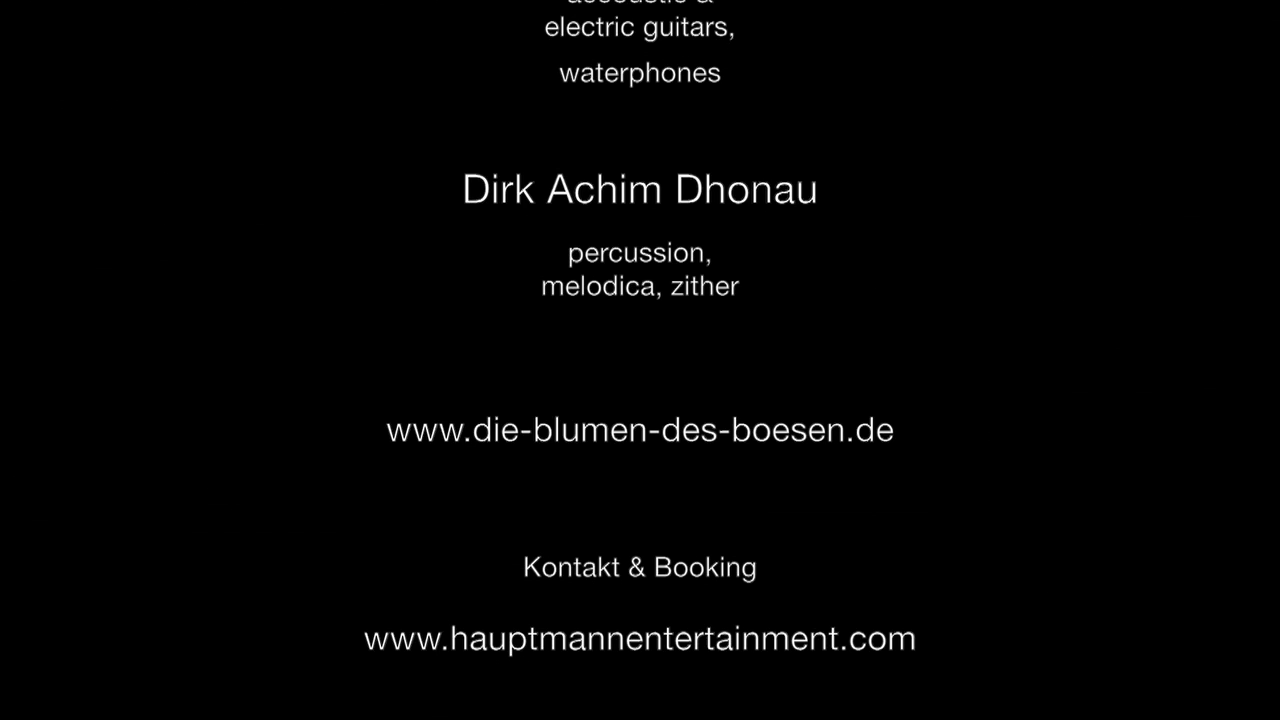 electric guitars,
waterphones
Dirk Achim Dhonau
percussion,
melodica, zither
www.die-blumen-des-boesen.de
Kontakt & Booking
www.hauptmannentertainment.com